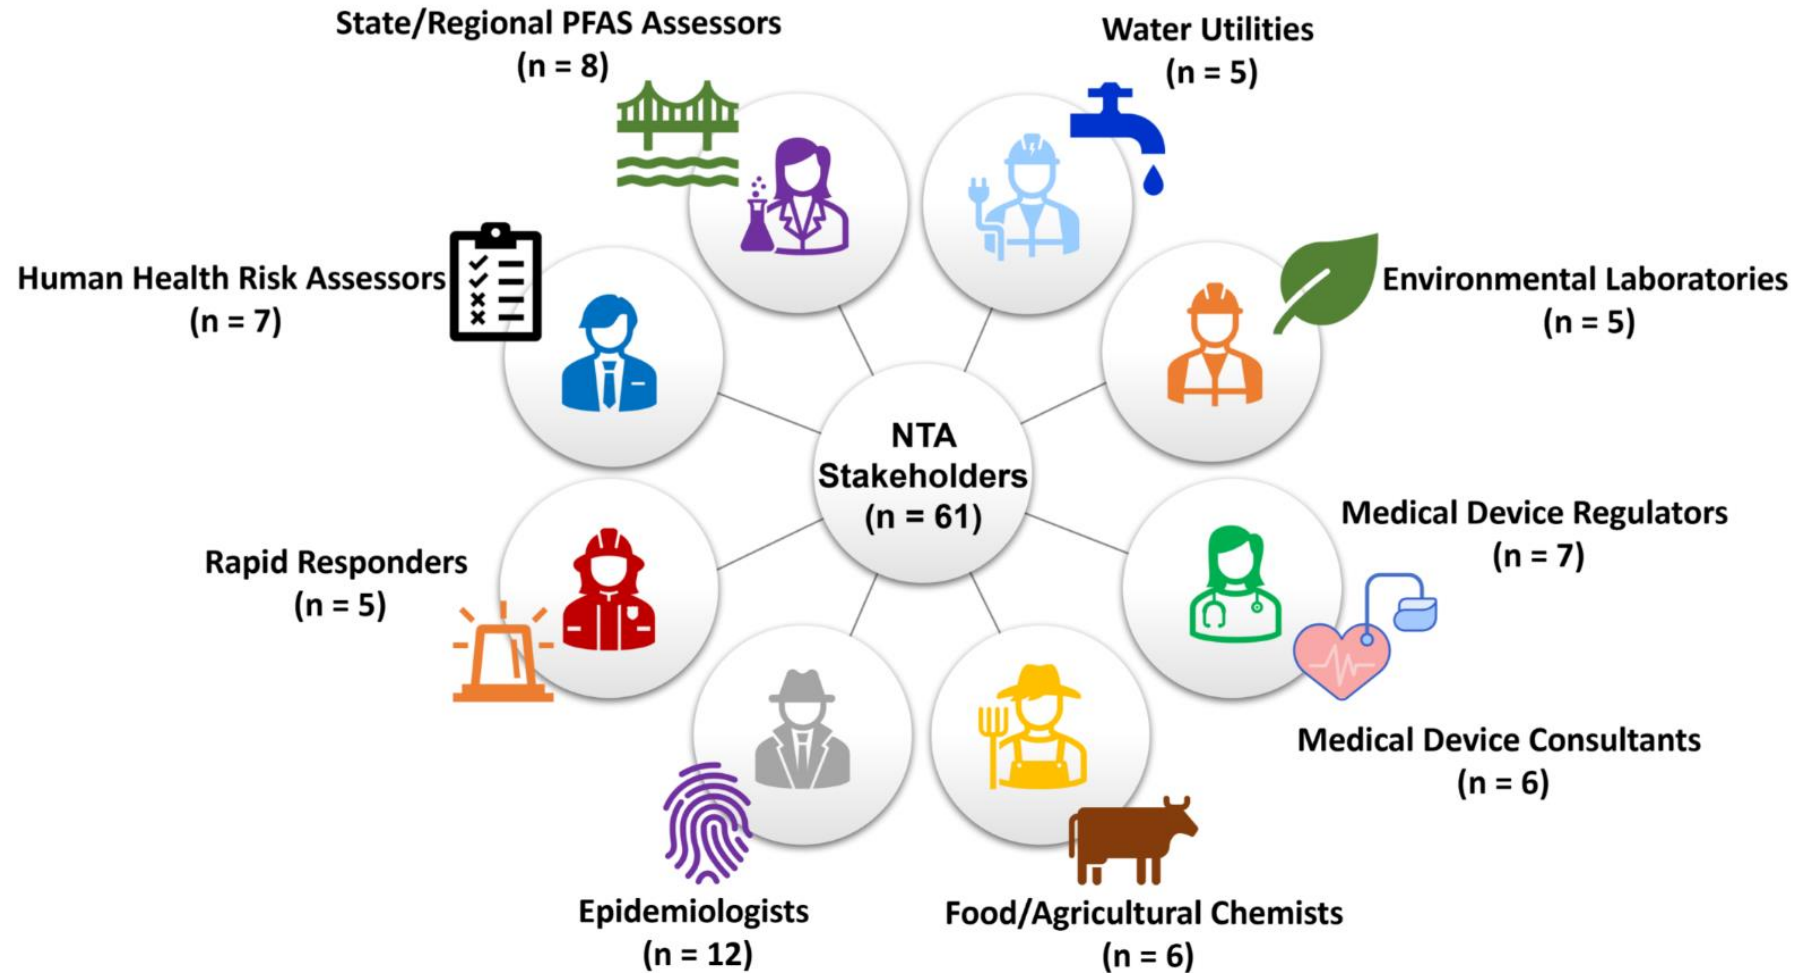 State/Regional PFAS Assessors
(n = 8)
Water Utilities
(n = 5)
Human Health Risk Assessors
(n = 7)
Environmental Laboratories
(n = 5)
NTA
Stakeholders
(n = 61)
Rapid Responders
(n = 5)
Medical Device Regulators
(n = 7)
Medical Device Consultants
(n = 6)
Epidemiologists
(n = 12)
Food/Agricultural Chemists
(n = 6)